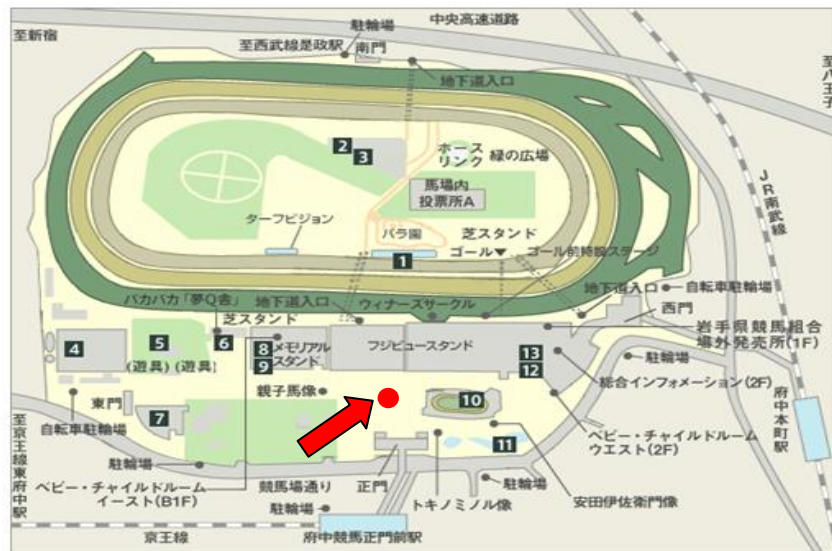 中央高速道路
駐輪場
至新宿
至西武線是政駅
南門
地下道入口
至八王子
JR南武線
2
3
ホース
リンク
緑の広場
馬場内
投票所A
ターフビジョン
バラ園
芝スタンド
ゴール▼
ゴール前特設ステージ
1
パカパカ「夢Q舎」
地下道入口
ウィナーズサークル
地下道入口
自転車駐輪場
芝スタンド
西門
岩手県競馬組合
場外発売所(1F)
4
5
6
8
9
メモリアル
スタンド
フジビュースタンド
13
12
駐輪場
(遊具)
(遊具)
総合インフォメーション(2F)
親子馬像
10
東門
7
自転車駐輪場
府中本町駅
至京王線東府中駅
11
ベビー・チャイルドルーム
ウエスト(2F)
駐輪場
ベビー・チャイルドルーム
イースト(B1F)
競馬場通り
正門
トキノミノル像
駐輪場
安田伊佐衛門像
駐輪場
京王線
府中競馬正門前駅